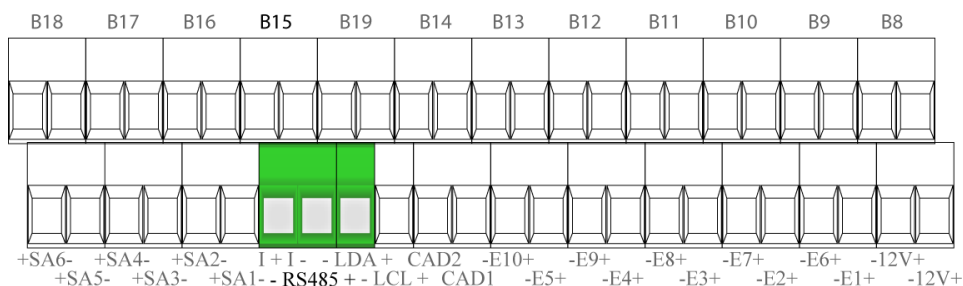 B18 B17 B16 B15 B19 B14 B13 B12 B11 B10 B9 B8
+SA6- +SA4- +SA2- I + I - - LDA + CAD2 -E10+ -E9+ -E8+ -E7+ -E6+ -12V+
+SA5- +SA3- +SA1- - RS485 + - LCL + CAD1 -E5+ -E4+ -E3+ -E2+ -E1+ -12V+